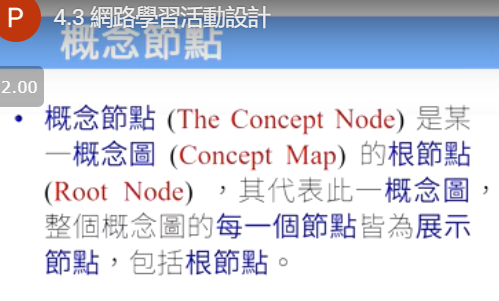 P 4.3 網路學習活動設計
概念節點
2.00
• 概念節點 (The Concept Node) 是某
一概念圖 (Concept Map) 的根節點
(Root Node) ，其代表此一概念圖，
整個概念圖的每一個節點皆為展示
節點，包括根節點。